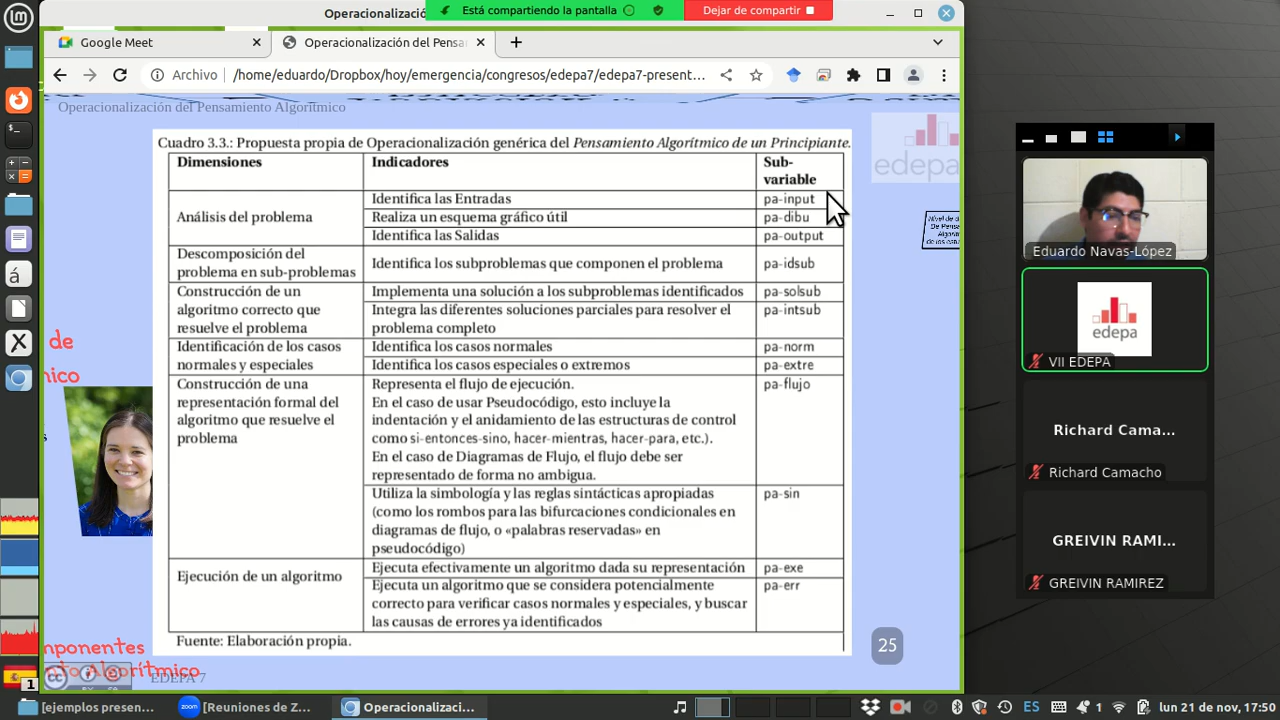 Operacionalizació
Está compartiendo la pantalla
Dejar de compartir
Google Meet
Operacionalización del Pensa
Archivo
/home/eduardo/Dropbox/hoy/emergencia/congresos/edepa7/edepa7-present...
Operacionalización del Pensamiento Algorítmico
Cuadro 3.3.: Propuesta propia de Operacionalización genérica del Pensamiento Algorítmico de un Principiante.
Dimensiones
Indicadores
Sub-
variable
Análisis del problema
Identifica las Entradas
pa-input
Realiza un esquema gráfico útil
pa-dibu
Identifica las Salidas
pa-output
Descomposición del
problema en sub-problemas
Identifica los subproblemas que componen el problema
pa-idsub
Construcción de un
algoritmo correcto que
resuelve el problema
Implementa una solución a los subproblemas identificados
pa-solsub
Integra las diferentes soluciones parciales para resolver el
problema completo
pa-intsub
Identificación de los casos
normales y especiales
Identifica los casos normales
pa-norm
Identifica los casos especiales o extremos
pa-extre
Construcción de una
representación formal del
algoritmo que resuelve el
problema
Representa el flujo de ejecución.
En el caso de usar Pseudocódigo, esto incluye la
indentación y el anidamiento de las estructuras de control
como si-entonces-sino, hacer-mientras, hacer-para, etc.).
En el caso de Diagramas de Flujo, el flujo debe ser
representado de forma no ambigua.
pa-flujo
Utiliza la simbología y las reglas sintácticas apropiadas
(como los rombos para las bifurcaciones condicionales en
diagramas de flujo, o «palabras reservadas» en
pseudocódigo)
pa-sin
Ejecución de un algoritmo
Ejecuta efectivamente un algoritmo dada su representación
pa-exe
Ejecuta un algoritmo que se considera potencialmente
correcto para verificar casos normales y especiales, y buscar
las causas de errores ya identificados
pa-err
Fuente: Elaboración propia.
25
edepa
de
nico
mponentes
nto Algorítmico
EDEPA 7
Eduardo Navas-López
edepa
VII EDEPA
Richard Cama...
Richard Camacho
GREIVIN RAMI...
GREIVIN RAMIREZ
á
X
1
[ejemplos presen...
zoom
[Reuniones de Z...
Operacionalizació...
ES
1
lun 21 de nov, 17:50